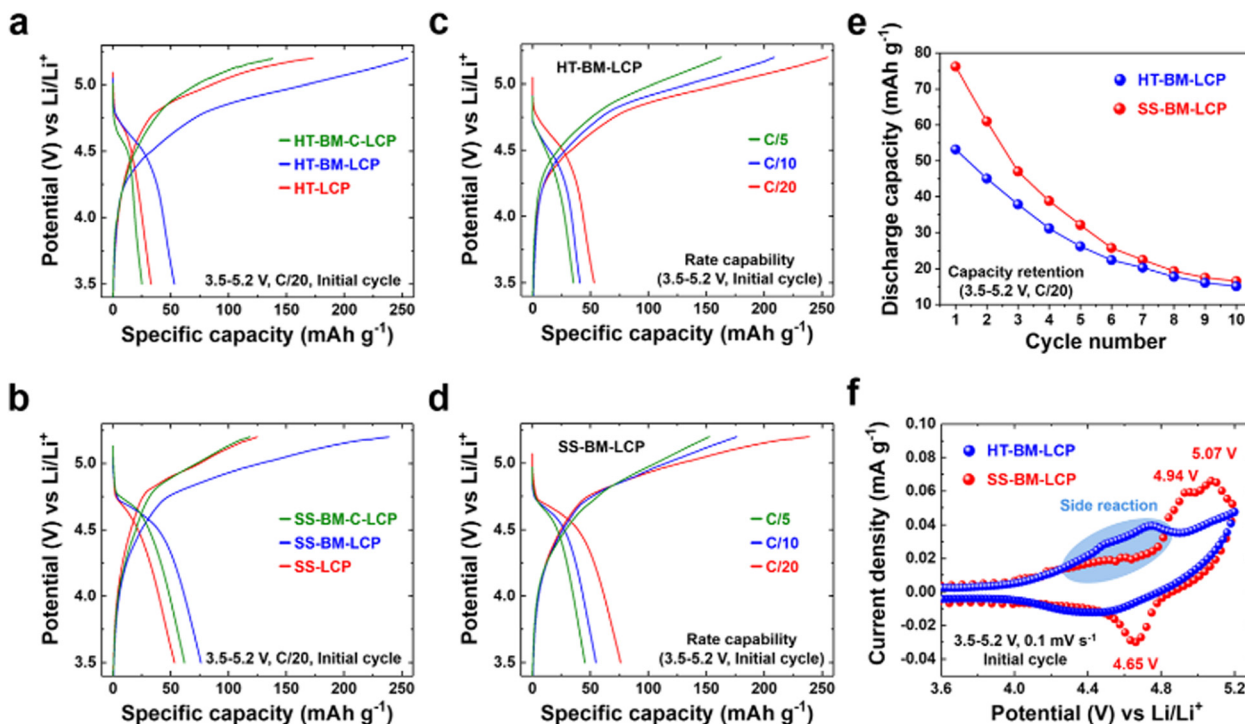 a
Potential (V) vs Li/Li⁺
5.0
4.5
4.0
3.5
HT-BM-C-LCP
HT-BM-LCP
HT-LCP
3.5-5.2 V, C/20, Initial cycle
0 50 100 150 200 250
Specific capacity (mAh g⁻¹)
c
Potential (V) vs Li/Li⁺
5.0
4.5
4.0
3.5
HT-BM-LCP
C/5
C/10
C/20
Rate capability
(3.5-5.2 V, Initial cycle)
0 50 100 150 200 250
Specific capacity (mAh g⁻¹)
e
Discharge capacity (mAh g⁻¹)
80
70
60
50
40
30
20
10
HT-BM-LCP
SS-BM-LCP
Capacity retention
(3.5-5.2 V, C/20)
1 2 3 4 5 6 7 8 9 10
Cycle number
b
Potential (V) vs Li/Li⁺
5.0
4.5
4.0
3.5
SS-BM-C-LCP
SS-BM-LCP
SS-LCP
3.5-5.2 V, C/20, Initial cycle
0 50 100 150 200 250
Specific capacity (mAh g⁻¹)
d
Potential (V) vs Li/Li⁺
5.0
4.5
4.0
3.5
SS-BM-LCP
C/5
C/10
C/20
Rate capability
(3.5-5.2 V, Initial cycle)
0 50 100 150 200 250
Specific capacity (mAh g⁻¹)
f
Current density (mA g⁻¹)
0.10
0.08
0.06
0.04
0.02
0.00
-0.02
-0.04
HT-BM-LCP
SS-BM-LCP
5.07 V
4.94 V
Side reaction
3.5-5.2 V, 0.1 mV s⁻¹
Initial cycle
4.65 V
3.6 4.0 4.4 4.8 5.2
Potential (V) vs Li/Li⁺